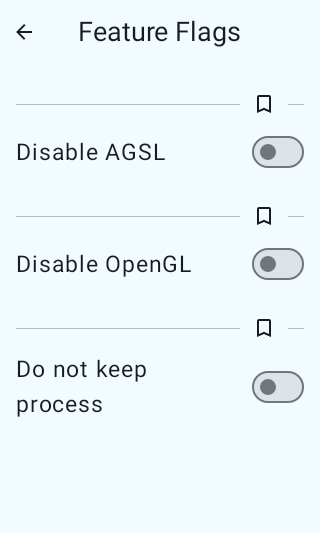 Feature Flags
Disable AGSL
Disable OpenGL
Do not keep
process